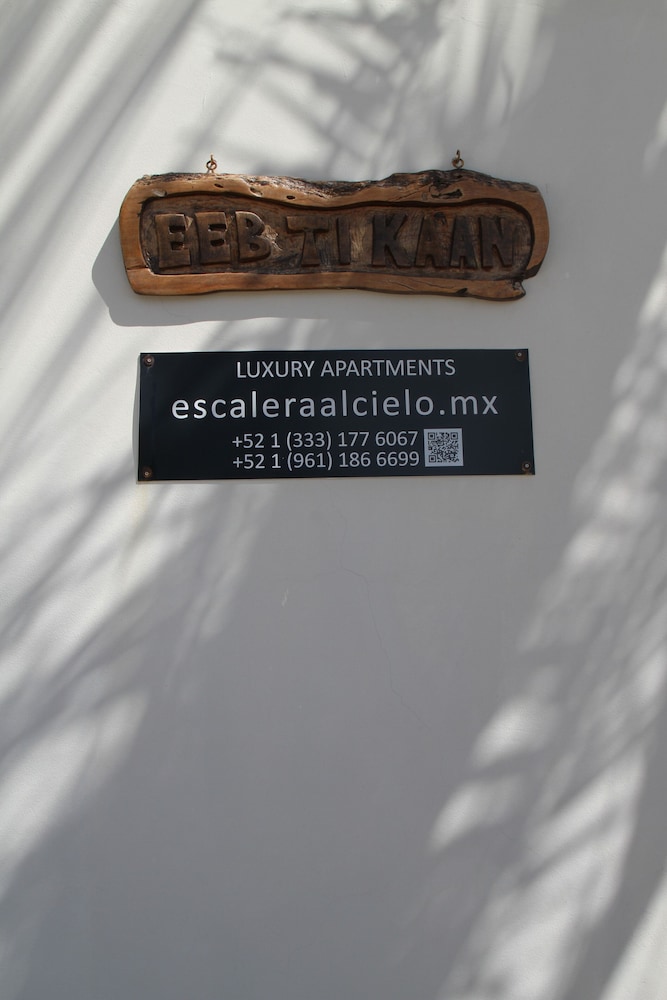 EEB TI KAAN
LUXURY APARTMENTS
escaleraalcielo.mx
+52 1 (333) 177 6067
+52 1 (961) 186 6699